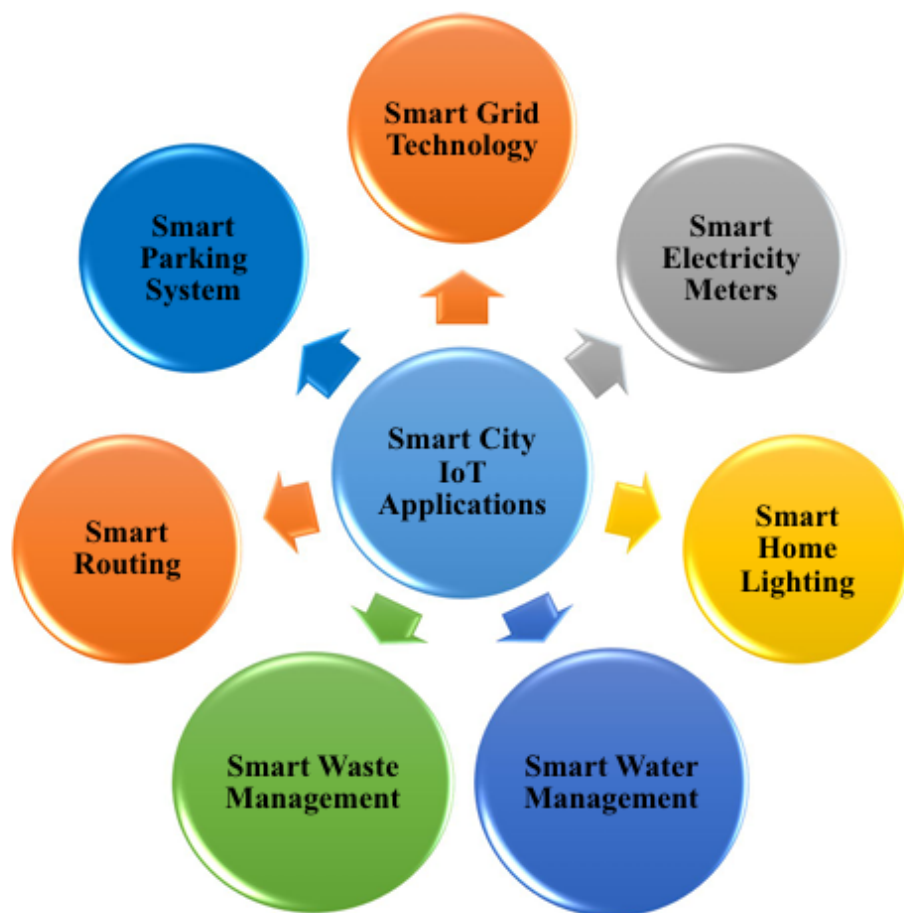 Smart Grid
Technology
Smart
Parking
System
Smart
Electricity
Meters
Smart City
IoT
Applications
Smart
Routing
Smart
Home
Lighting
Smart Waste
Management
Smart Water
Management